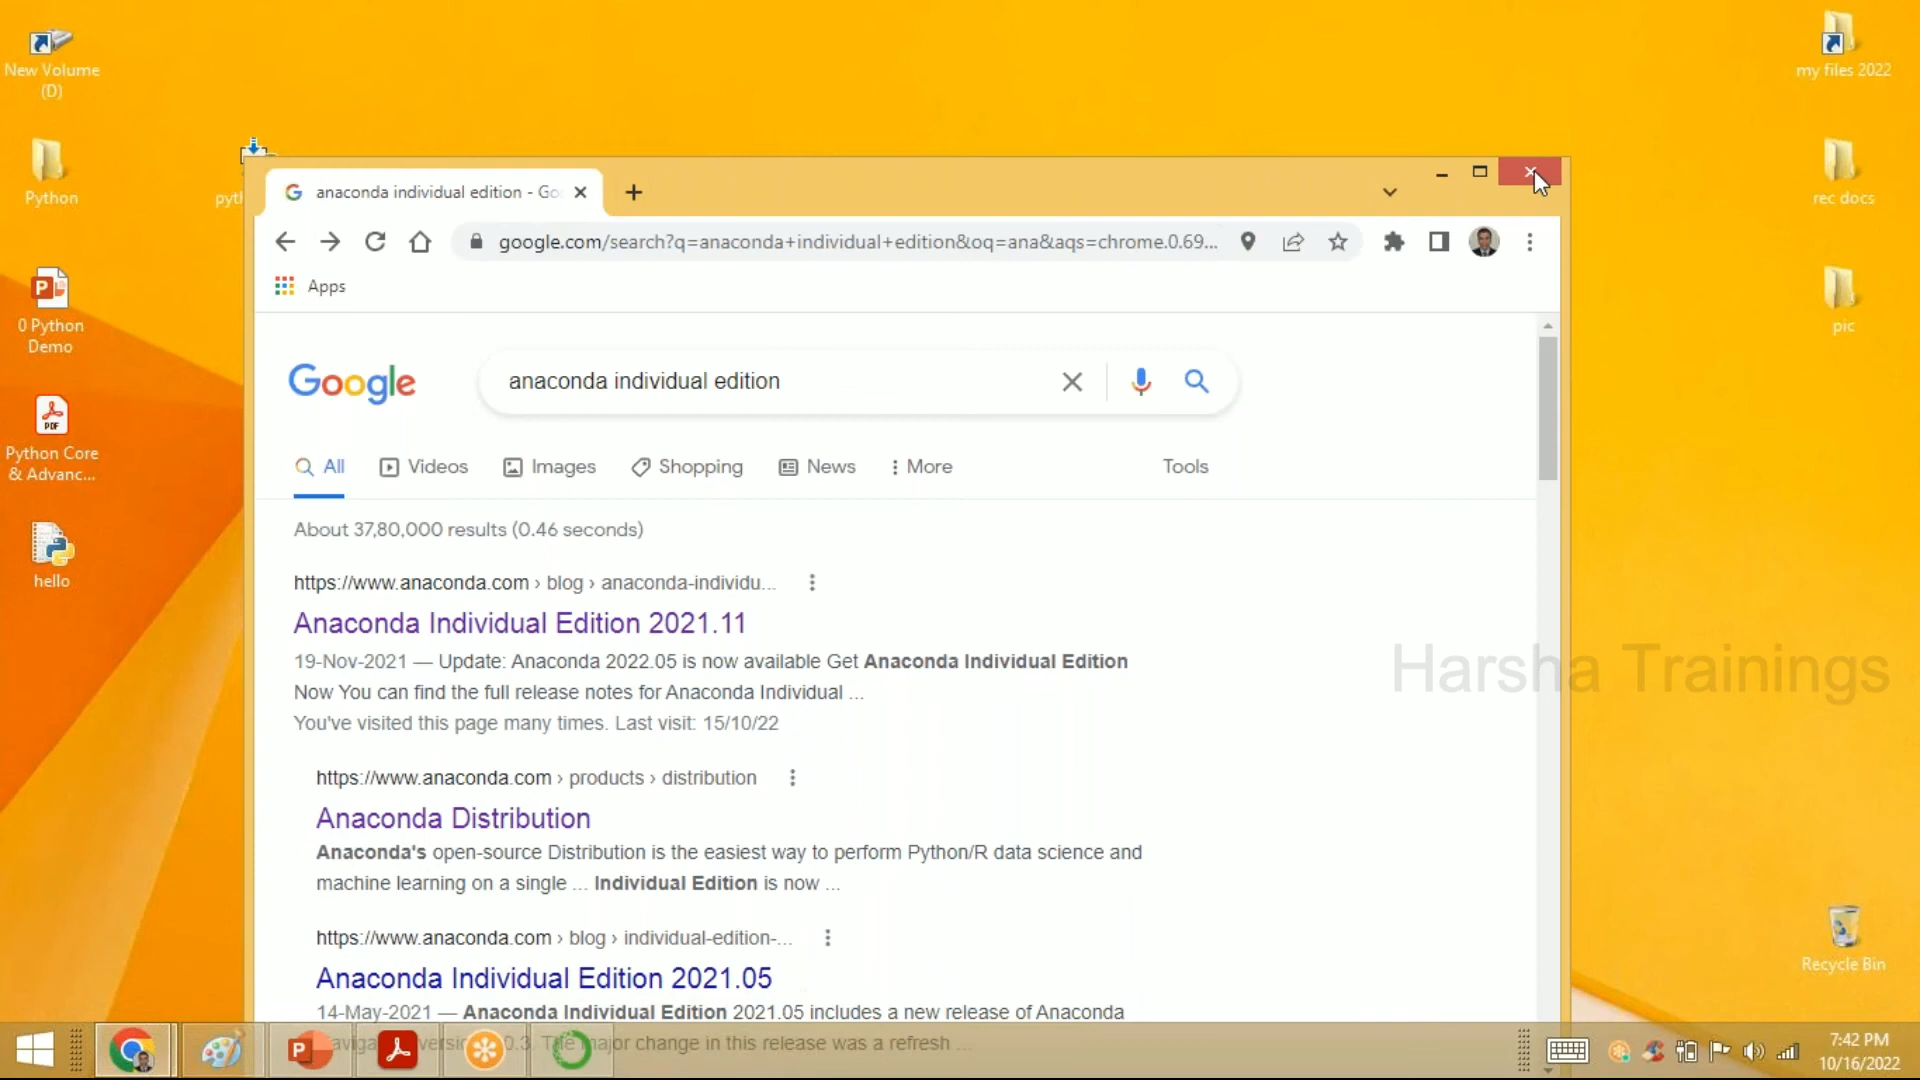 New Volume
(D)
Python
0 Python
Demo
Python Core
& Advanc...
hello
my files 2022
rec docs
pic
Recycle Bin
anaconda individual edition - Go
google.com/search?q=anaconda+individual+edition&oq=ana&aqs=chrome.0.69...
Apps
Google
anaconda individual edition
All
Videos
Images
Shopping
News
More
Tools
About 37,80,000 results (0.46 seconds)
https://www.anaconda.com › blog › anaconda-individu...
Anaconda Individual Edition 2021.11
19-Nov-2021 — Update: Anaconda 2022.05 is now available Get Anaconda Individual Edition
Now You can find the full release notes for Anaconda Individual ...
You've visited this page many times. Last visit: 15/10/22
https://www.anaconda.com › products › distribution
Anaconda Distribution
Anaconda's open-source Distribution is the easiest way to perform Python/R data science and
machine learning on a single ... Individual Edition is now ...
https://www.anaconda.com › blog › individual-edition-...
Anaconda Individual Edition 2021.05
14-May-2021 — Anaconda Individual Edition 2021.05 includes a new release of Anaconda
major change in this release was a refresh ...
Harsha Trainings
PDF
7:42 PM
10/16/2022